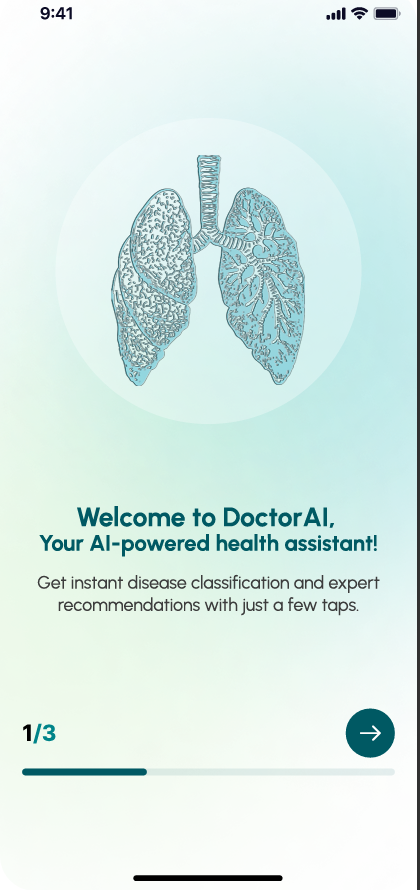 9:41
Welcome to DoctorAI,
Your AI-powered health assistant!
Get instant disease classification and expert
recommendations with just a few taps.
1/3